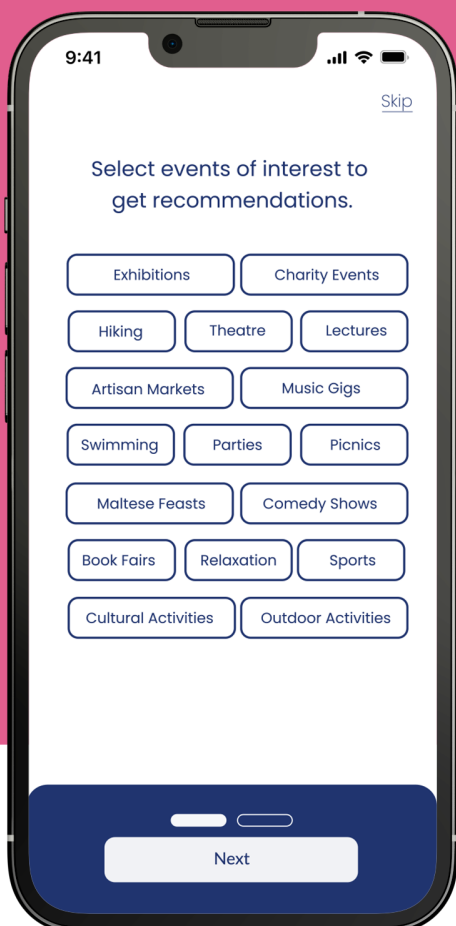 9:41
Skip
Select events of interest to
get recommendations.
Exhibitions Charity Events
Hiking Theatre Lectures
Artisan Markets Music Gigs
Swimming Parties Picnics
Maltese Feasts Comedy Shows
Book Fairs Relaxation Sports
Cultural Activities Outdoor Activities
Next